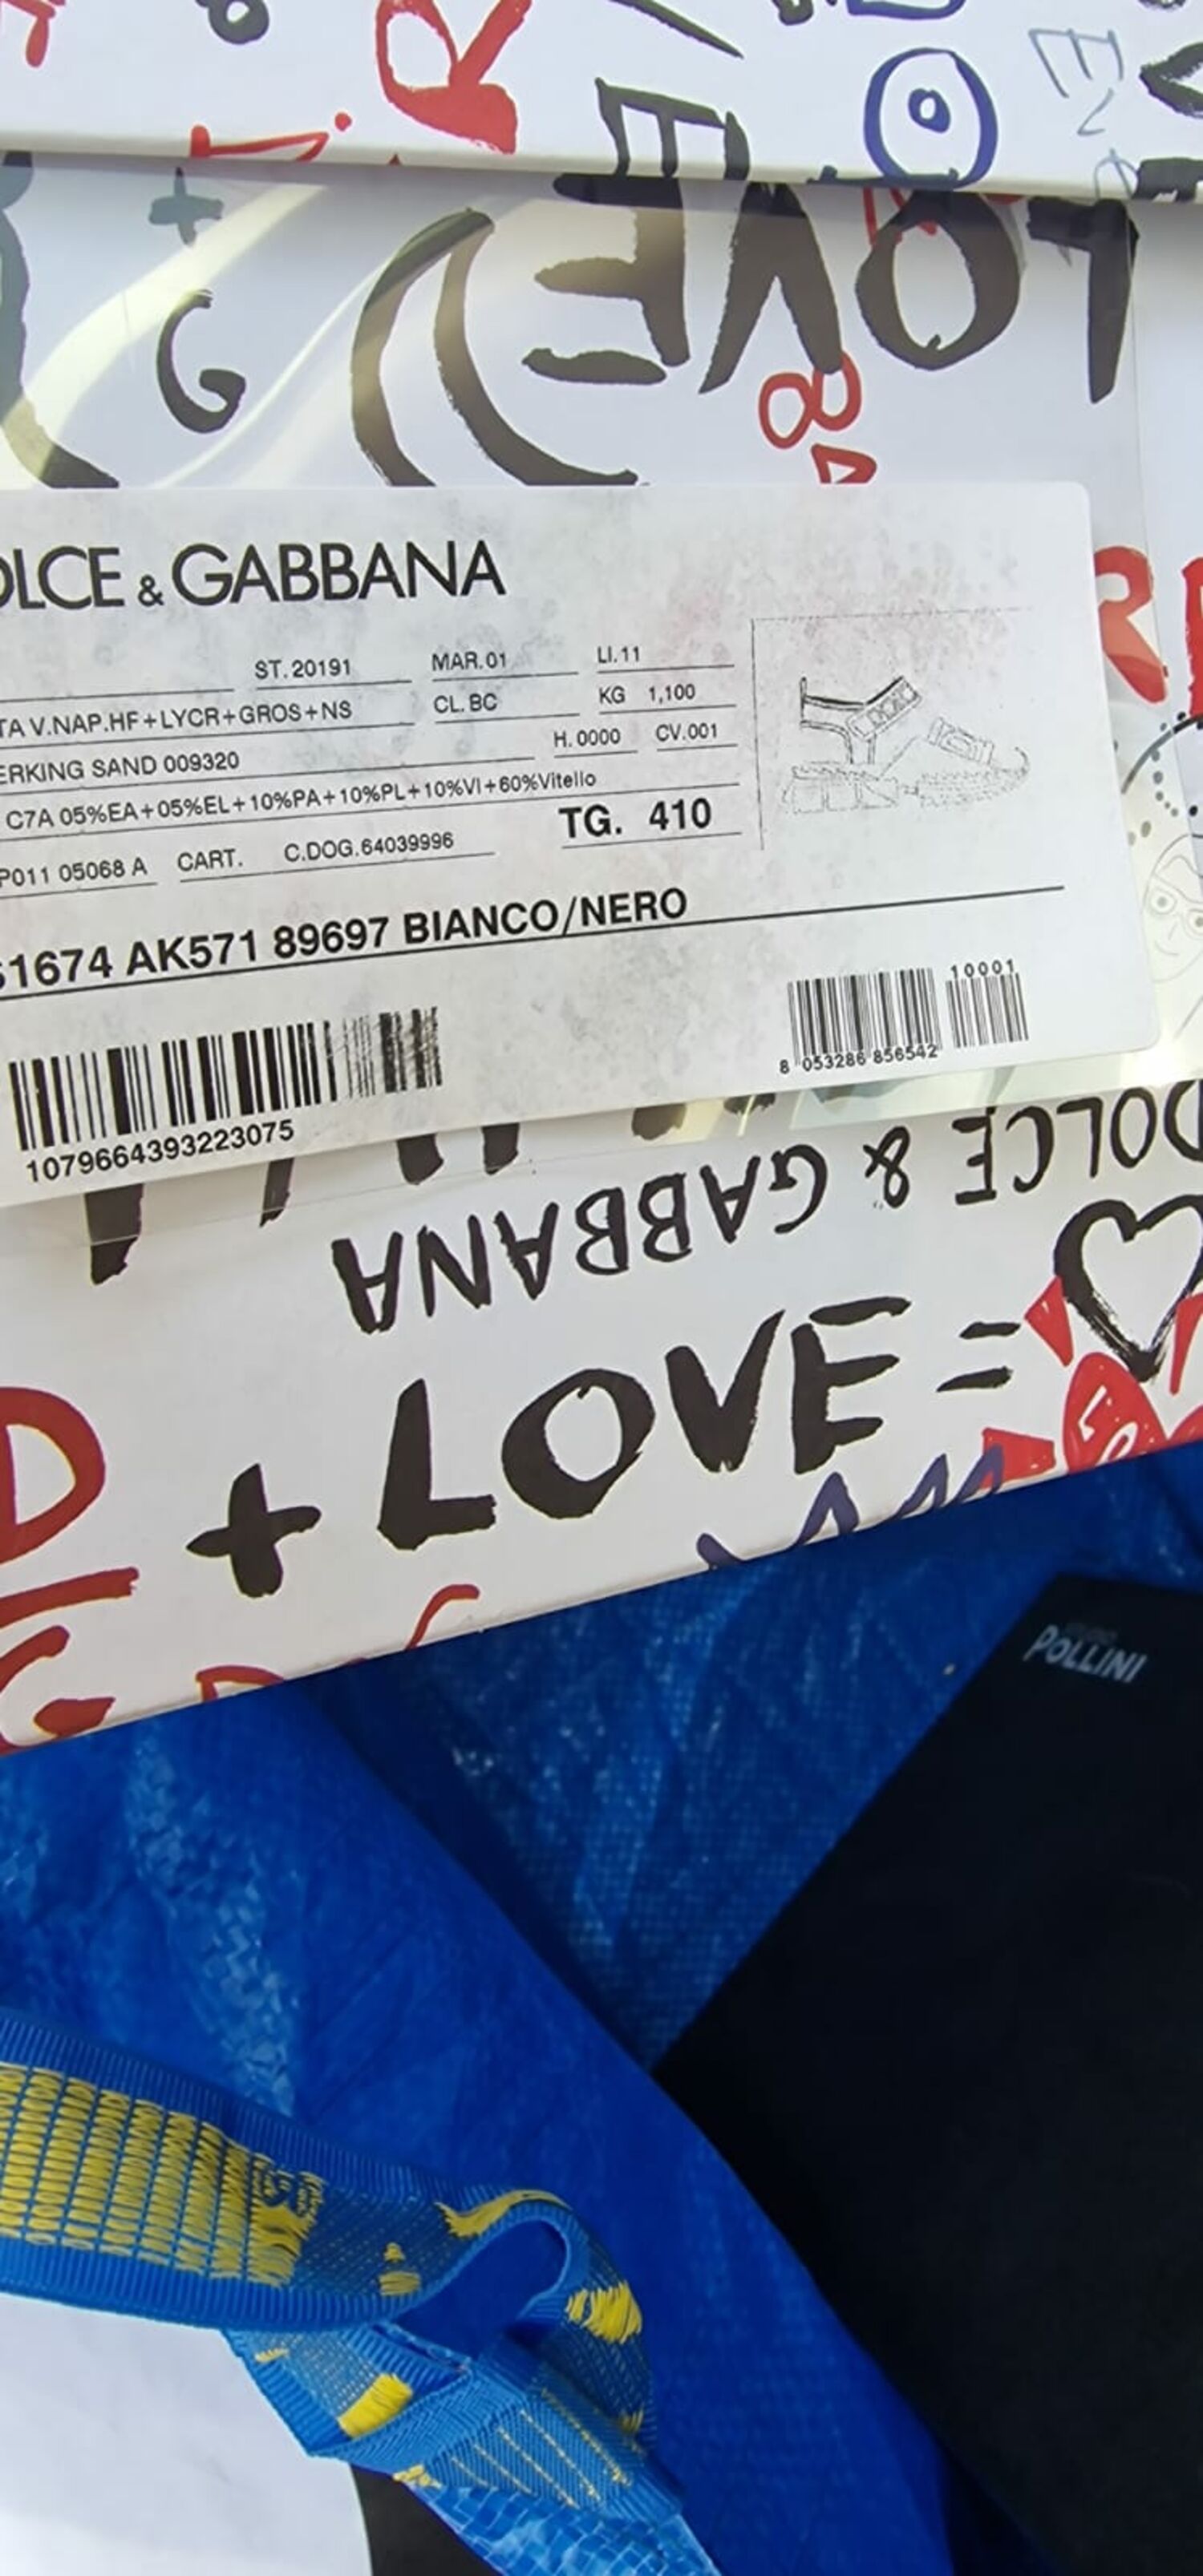 R
LOVE
G
DOLCE & GABBANA
ST. 20191
MAR. 01
LI. 11
TA V.NAP.HF+LYCR+GROS+NS
CL. BC
KG 1,100
ERKING SAND 009320
H. 0000
CV.001
C7A 05%EA+05%EL+10%PA+10%PL+10%VI+60%Vitello
TG. 410
P011 05068 A
CART.
C.DOG.64039996
1674 AK571 89697 BIANCO/NERO
10001
8 053286 856542
1079664393223075
DOLCE & GABBANA
+ LOVE =
D
G
POLLINI